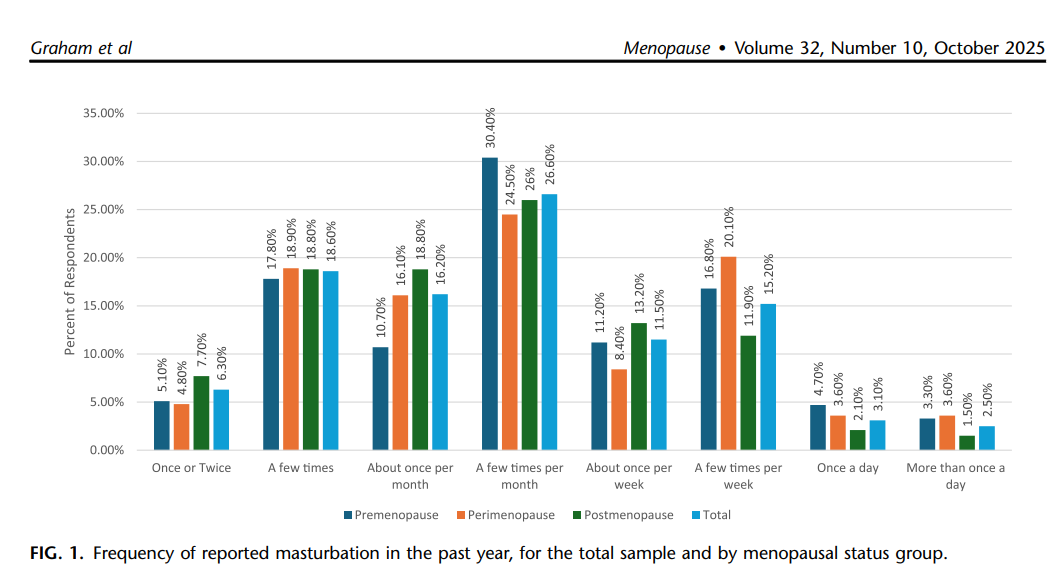 Graham et al
Menopause • Volume 32, Number 10, October 2025
35.00%
30.00%
25.00%
20.00%
15.00%
10.00%
5.00%
0.00%
Percent of Respondents
5.10%
4.80%
7.70%
6.30%
17.80%
18.90%
18.80%
18.60%
10.70%
16.10%
18.80%
16.20%
30.40%
24.50%
26%
26.60%
11.20%
8.40%
13.20%
11.50%
16.80%
20.10%
11.90%
15.20%
4.70%
3.60%
2.10%
3.10%
3.30%
3.60%
1.50%
2.50%
Once or Twice
A few times
About once per
month
A few times per
month
About once per
week
A few times per
week
Once a day
More than once a
day
Premenopause
Perimenopause
Postmenopause
Total
FIG. 1. Frequency of reported masturbation in the past year, for the total sample and by menopausal status group.